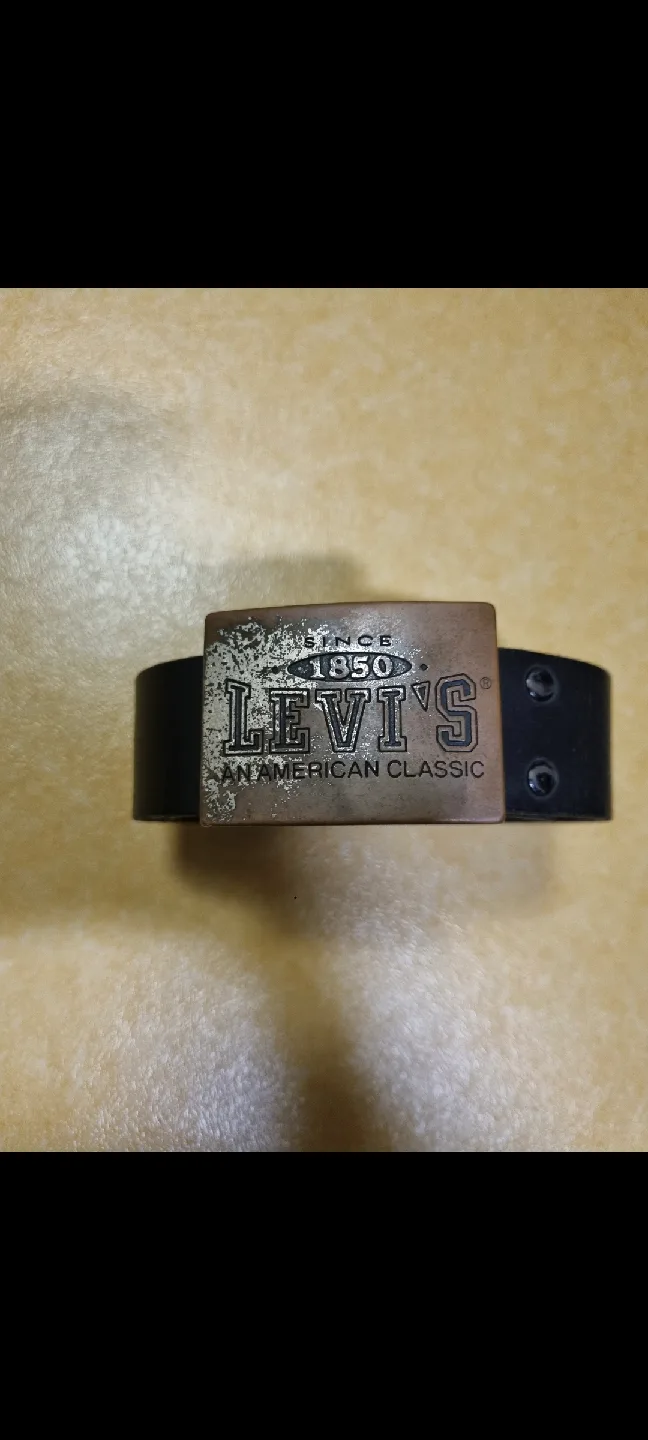 SINCE
1850
LEVI'S®
AN AMERICAN CLASSIC